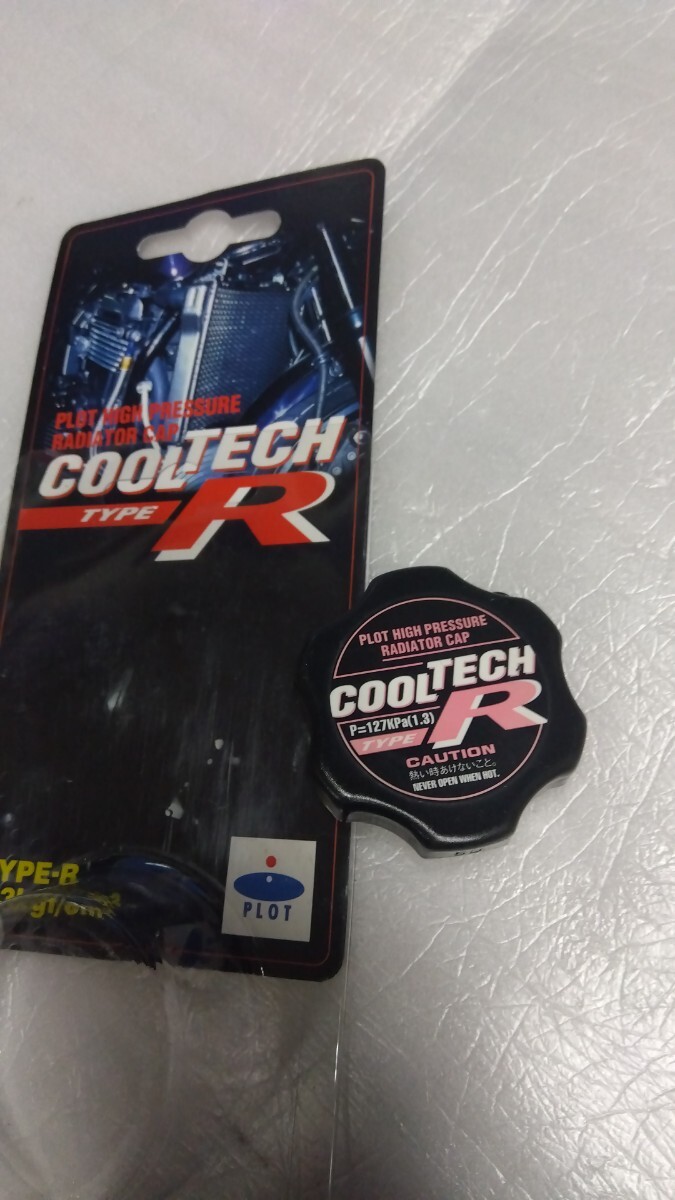 PLOT HIGH PRESSURE
RADIATOR CAP
COOLTECH
TYPE R
YPE-B
PLOT
PLOT HIGH PRESSURE
RADIATOR CAP
COOLTECH
P=127KPa(1.3)
TYPE R
CAUTION
熱い時あけないこと。
NEVER OPEN WHEN HOT.